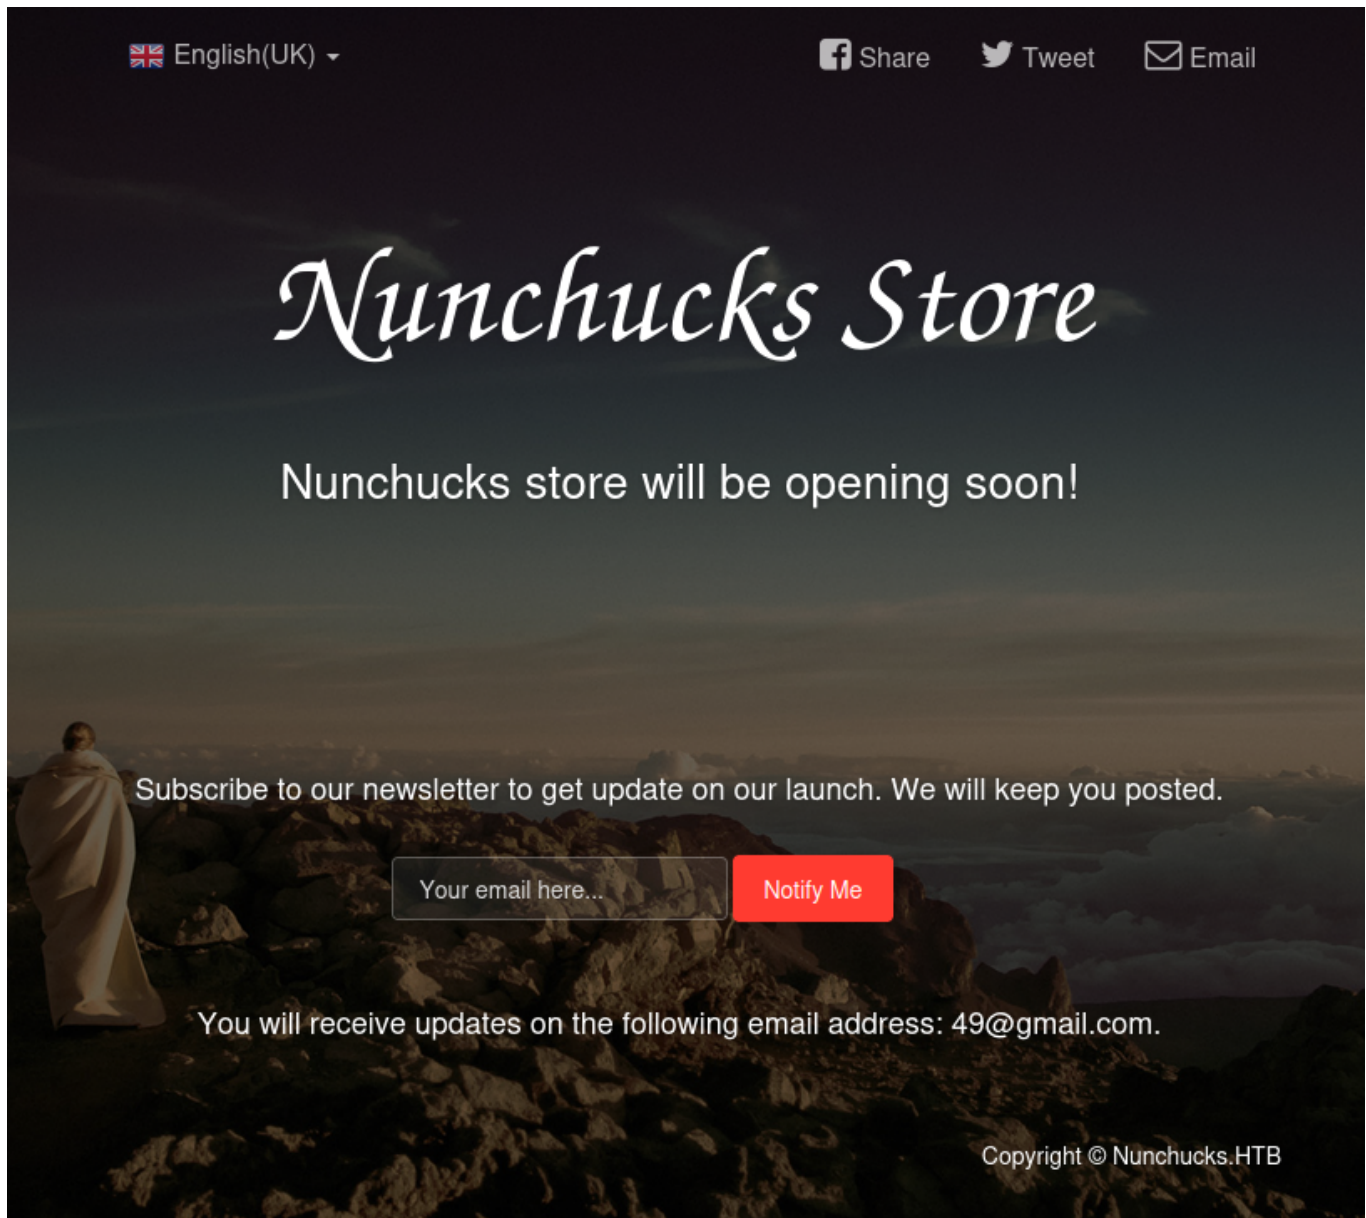 English(UK)
Share
Tweet
Email
Nunchucks Store
Nunchucks store will be opening soon!
Subscribe to our newsletter to get update on our launch. We will keep you posted.
Your email here...
Notify Me
You will receive updates on the following email address: 49@gmail.com.
Copyright © Nunchucks.HTB